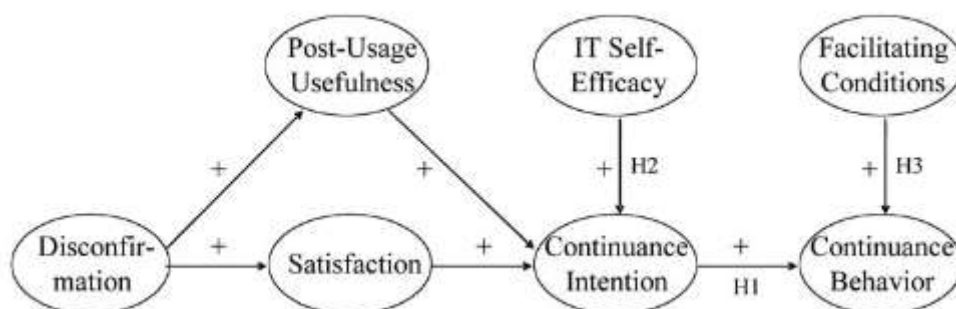 Post-Usage
Usefulness
IT Self-
Efficacy
Facilitating
Conditions
+
+
+
H2
+
H3
Disconfir-
mation
+
Satisfaction
+
Continuance
Intention
+
H1
Continuance
Behavior